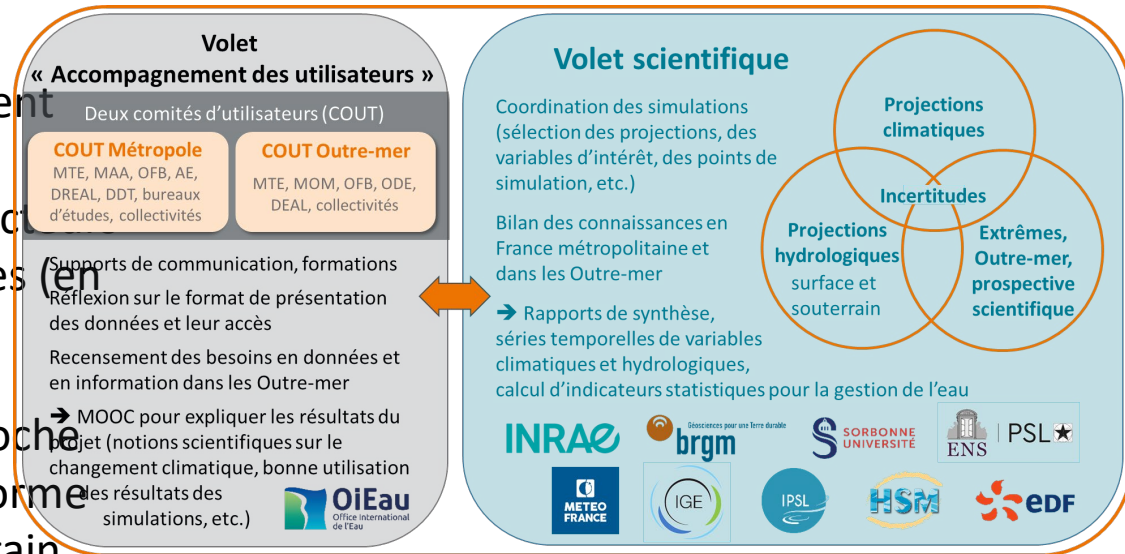 Volet
« Accompagnement des utilisateurs »
Deux comités d'utilisateurs (COUT)
COUT Métropole
MTE, MAA, OFB, AE,
DREAL, DDT, bureaux
d'études, collectivités
COUT Outre-mer
MTE, MOM, OFB, ODE,
DEAL, collectivités
Supports de communication, formations
Réflexion sur le format de présentation
des données et leur accès
Recensement des besoins en données et
en information dans les Outre-mer
➔ MOOC pour expliquer les résultats du
projet (notions scientifiques sur le
changement climatique, bonne utilisation
des résultats des
simulations, etc.)
OiEau
Office International
de l'Eau
Volet scientifique
Coordination des simulations
(sélection des projections, des
variables d'intérêt, des points de
simulation, etc.)
Bilan des connaissances en
France métropolitaine et
dans les Outre-mer
➔ Rapports de synthèse,
séries temporelles de variables
climatiques et hydrologiques,
calcul d'indicateurs statistiques pour la gestion de l'eau
Projections
climatiques
Incertitudes
Projections
hydrologiques
surface et
souterrain
Extrêmes,
Outre-mer,
prospective
scientifique
INRAE
Géosciences pour une Terre durable
brgm
SORBONNE
UNIVERSITÉ
ENS
PSL★
METEO
FRANCE
IGE
IPSL
HSM
eDF
ent
es (en
orme